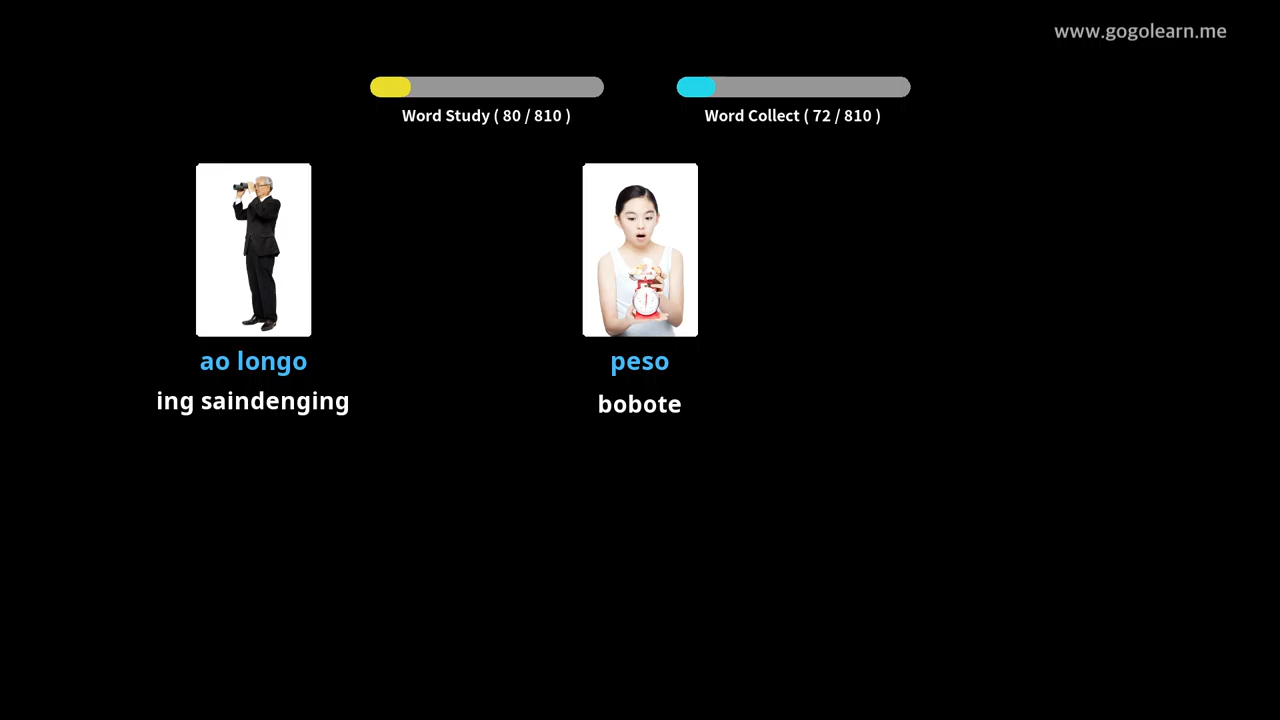 www.gogolearn.me
Word Study ( 80 / 810 )
Word Collect ( 72 / 810 )
ao longo
ing saindenging
peso
bobote